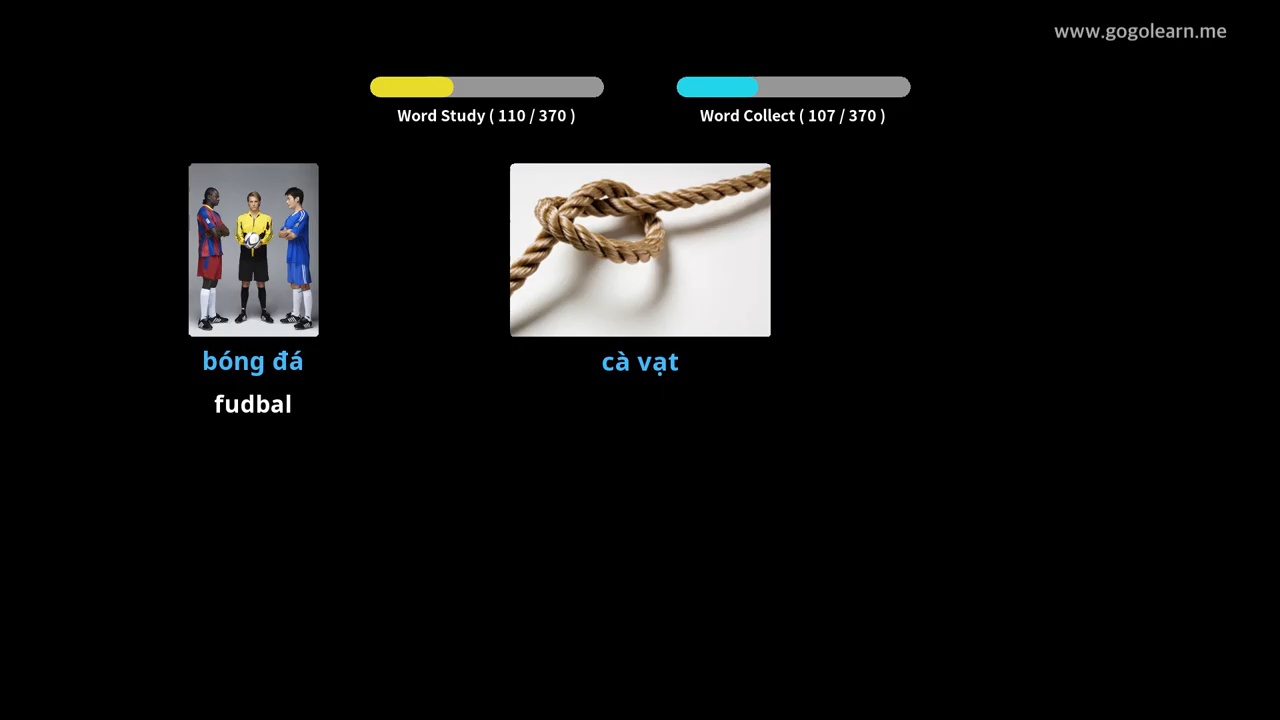 www.gogolearn.me
Word Study ( 110 / 370 )
Word Collect ( 107 / 370 )
bóng đá
cà vạt
fudbal